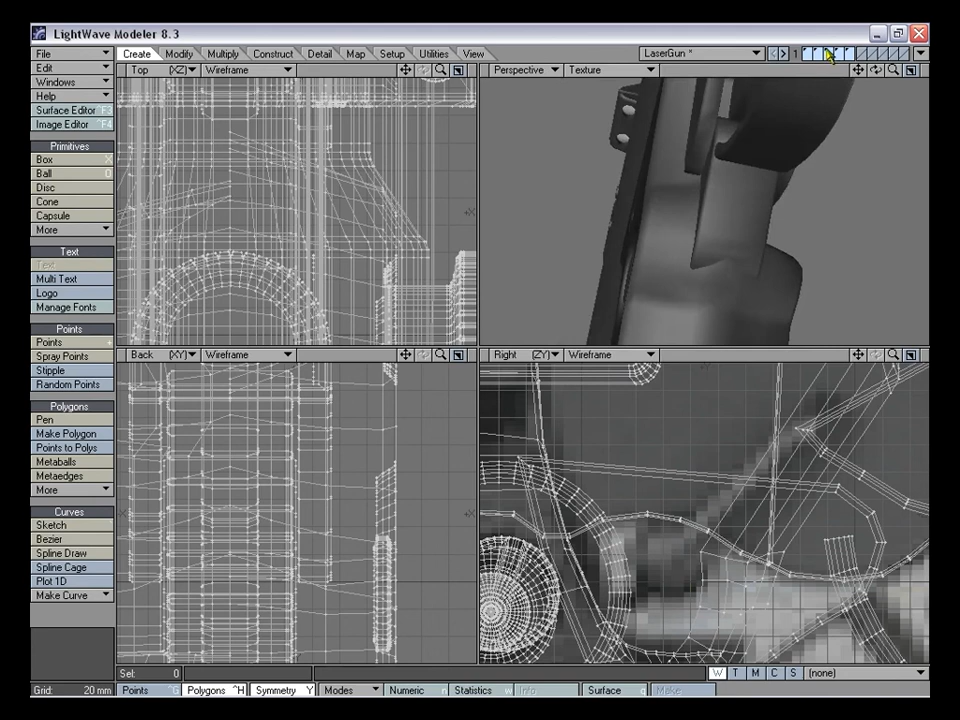 LightWave Modeler 8.3
File
Create Modify Multiply Construct Detail Map Setup Utilities View
LaserGun *
1
Edit
Windows
Help
Surface Editor F3
Image Editor ^F4
Top (XZ) Wireframe
Perspective Texture
Primitives
Box X
Ball O
Disc
Cone
Capsule
More
Text
Text
Multi Text
Logo
Manage Fonts
Points
Points +
Spray Points
Stipple
Random Points
Back (XY) Wireframe
Right (ZY) Wireframe
Polygons
Pen
Make Polygon
Points to Polys
Metaballs
Metaedges
More
Curves
Sketch
Bezier
Spline Draw
Spline Cage
Plot 1D
Make Curve
X
X
Sel: 0
W T M C S (none)
Grid: 20 mm
Points ^G
Polygons ^H
Symmetry Y
Modes
Numeric n
Statistics w
Info
Surface q
Make